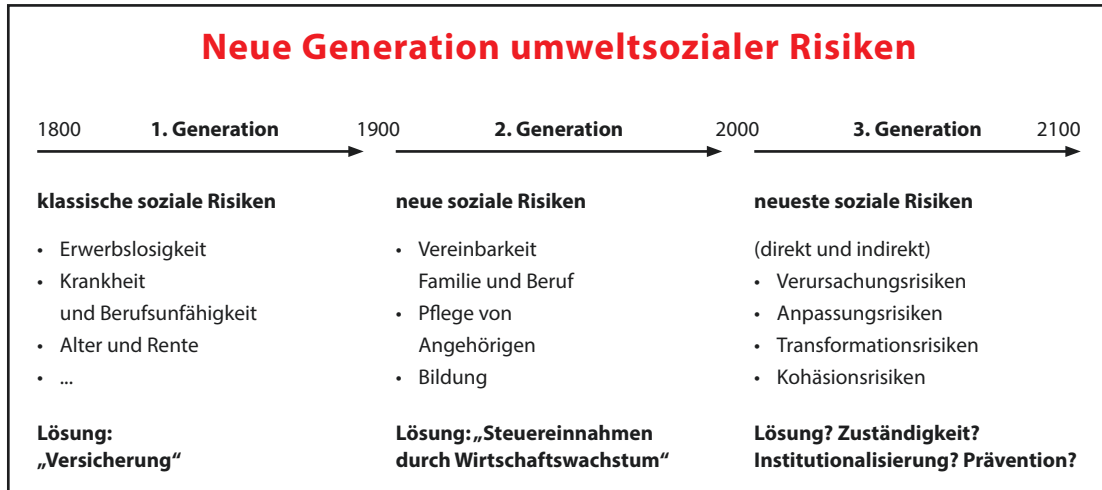 Neue Generation umweltsozialer Risiken
1800 1. Generation 1900 2. Generation 2000 3. Generation 2100
klassische soziale Risiken
• Erwerbslosigkeit
• Krankheit
und Berufsunfähigkeit
• Alter und Rente
• ...
Lösung:
„Versicherung“
neue soziale Risiken
• Vereinbarkeit
Familie und Beruf
• Pflege von
Angehörigen
• Bildung
Lösung: „Steuereinnahmen
durch Wirtschaftswachstum“
neueste soziale Risiken
(direkt und indirekt)
• Verursachungsrisiken
• Anpassungsrisiken
• Transformationsrisiken
• Kohäsionsrisiken
Lösung? Zuständigkeit?
Institutionalisierung? Prävention?